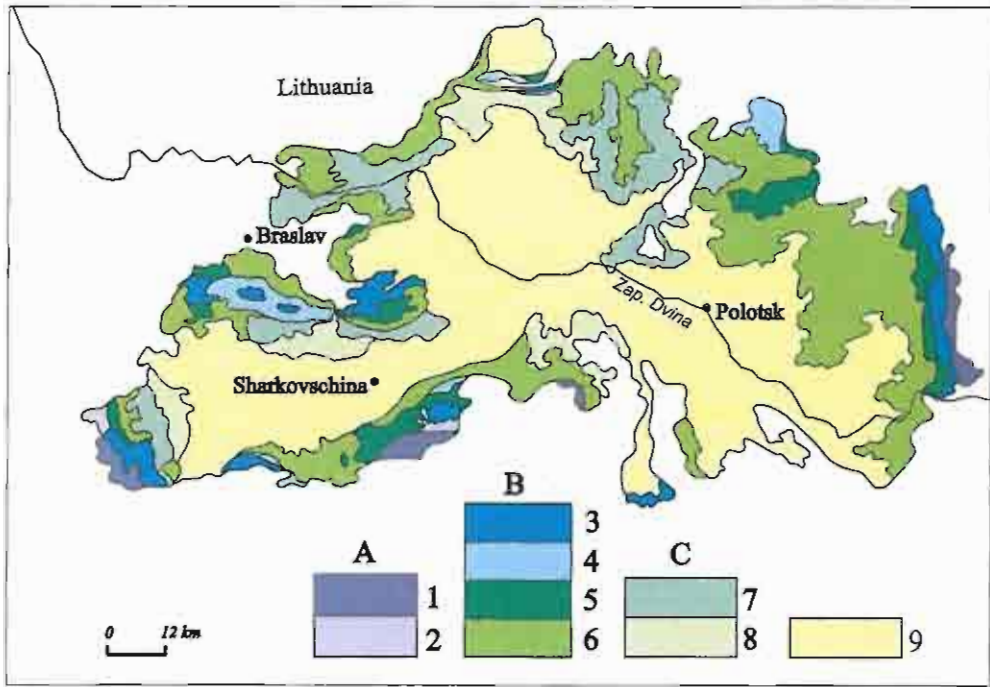 Lithuania
Braslav
Zap. Dvina
Polotsk
Sharkovschina
B
3
A
4
C
1
5
7
2
6
8
9
0 12 km